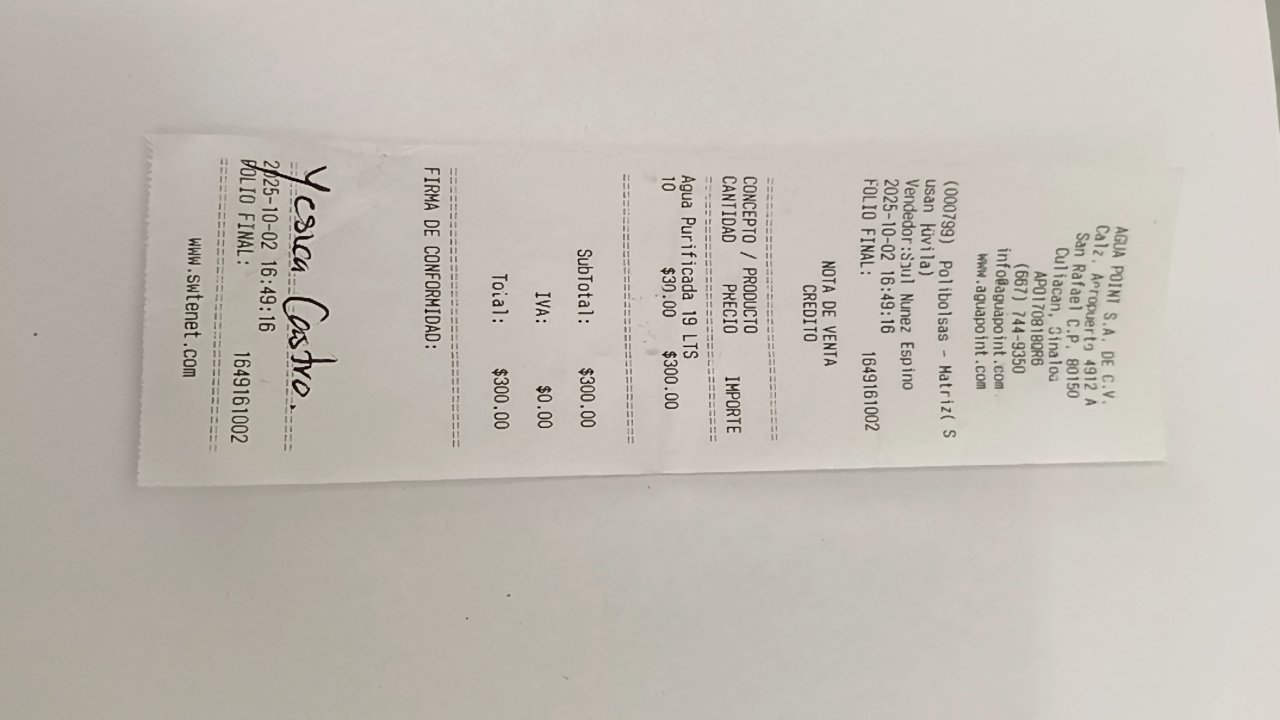 AGUA POINT S.A. DE C.V.
Calz. Aeropuerto 4912 A
San Rafael C.P. 80150
Culiacan, Sinaloa
APO170818QR6
(667) 744-9350
info@aguapoint.com
www.aguapoint.com
(000799) Polibolsas - Matriz( S
usan Rivila)
Vendedor:Saul Nunez Espino
2025-10-02 16:49:16
FOLIO FINAL: 1649161002
NOTA DE VENTA
CREDITO
===========================
CONCEPTO / PRODUCTO
CANTIDAD PRECIO IMPORTE
===========================
Agua Purificada 19 LTS
10 $30.00 $300.00
===========================
SubTotal: $300.00
IVA: $0.00
Total: $300.00
===========================
FIRMA DE CONFORMIDAD:
Yesica Castro.
===========================
2025-10-02 16:49:16
FOLIO FINAL: 1649161002
===========================
www.swtenet.com